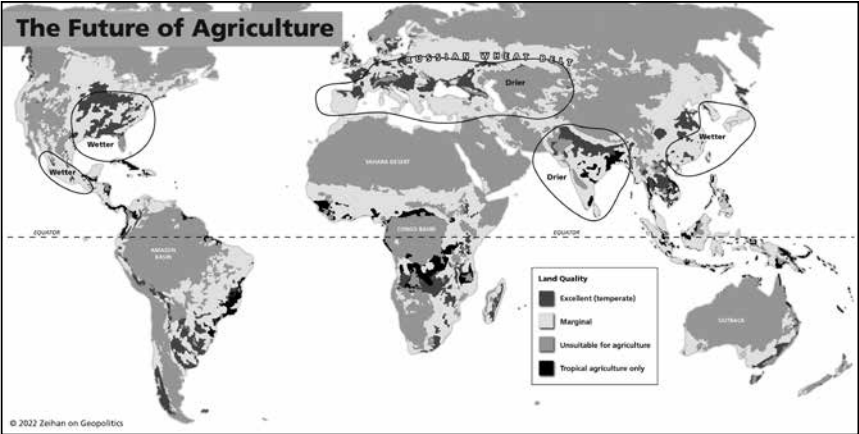 The Future of Agriculture
RUSSIAN WHEAT BELT
Drier
Wetter
Wetter
Wetter
Drier
SAHARA DESERT
EQUATOR
EQUATOR
CONGO BASIN
AMAZON
BASIN
OUTBACK
Land Quality
Excellent (temperate)
Marginal
Unsuitable for agriculture
Tropical agriculture only
© 2022 Zeihan on Geopolitics